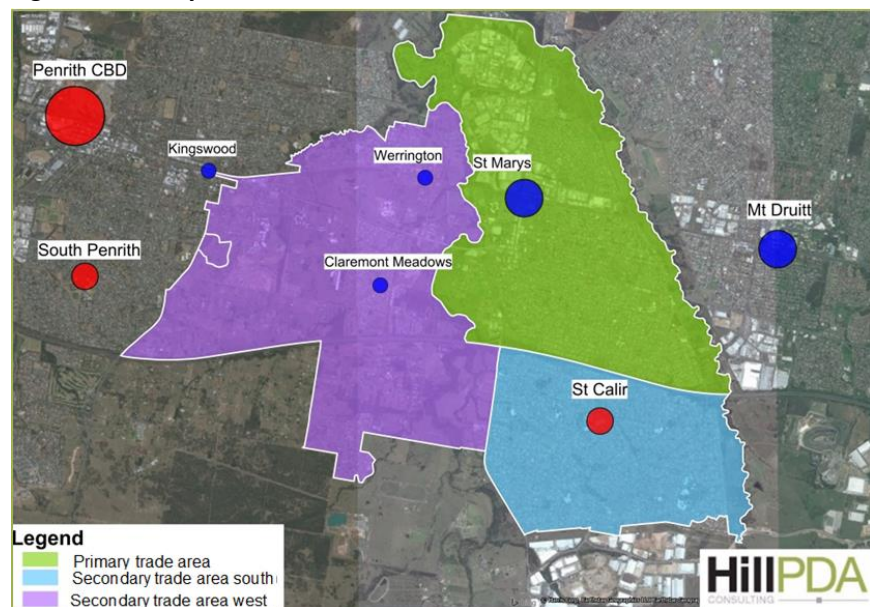 Penrith CBD
Kingswood
Werrington
St Marys
Mt Druitt
South Penrith
Claremont Meadows
St Calir
Legend
Primary trade area
Secondary trade area south
Secondary trade area west
HillPDA
CONSULTING